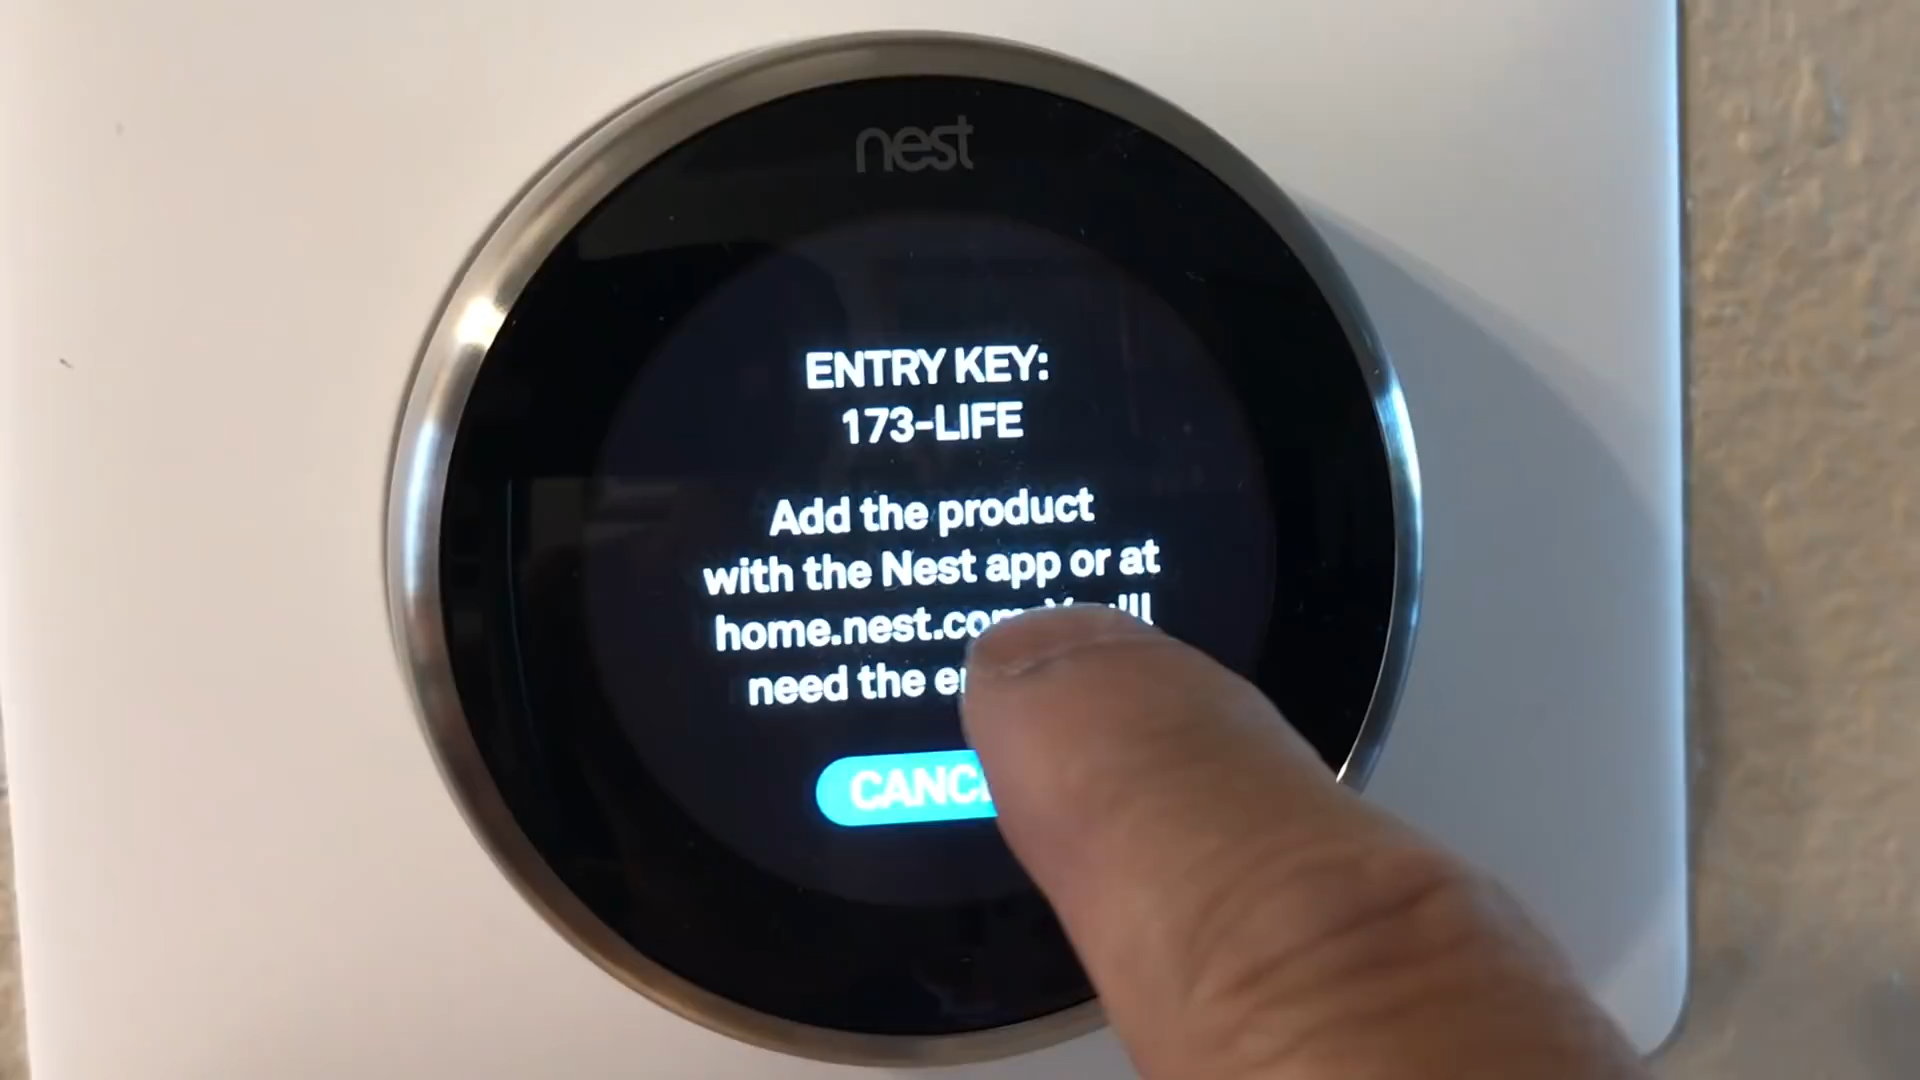 nest
ENTRY KEY:
173-LIFE
Add the product
with the Nest app or at
home.nest.com
need the